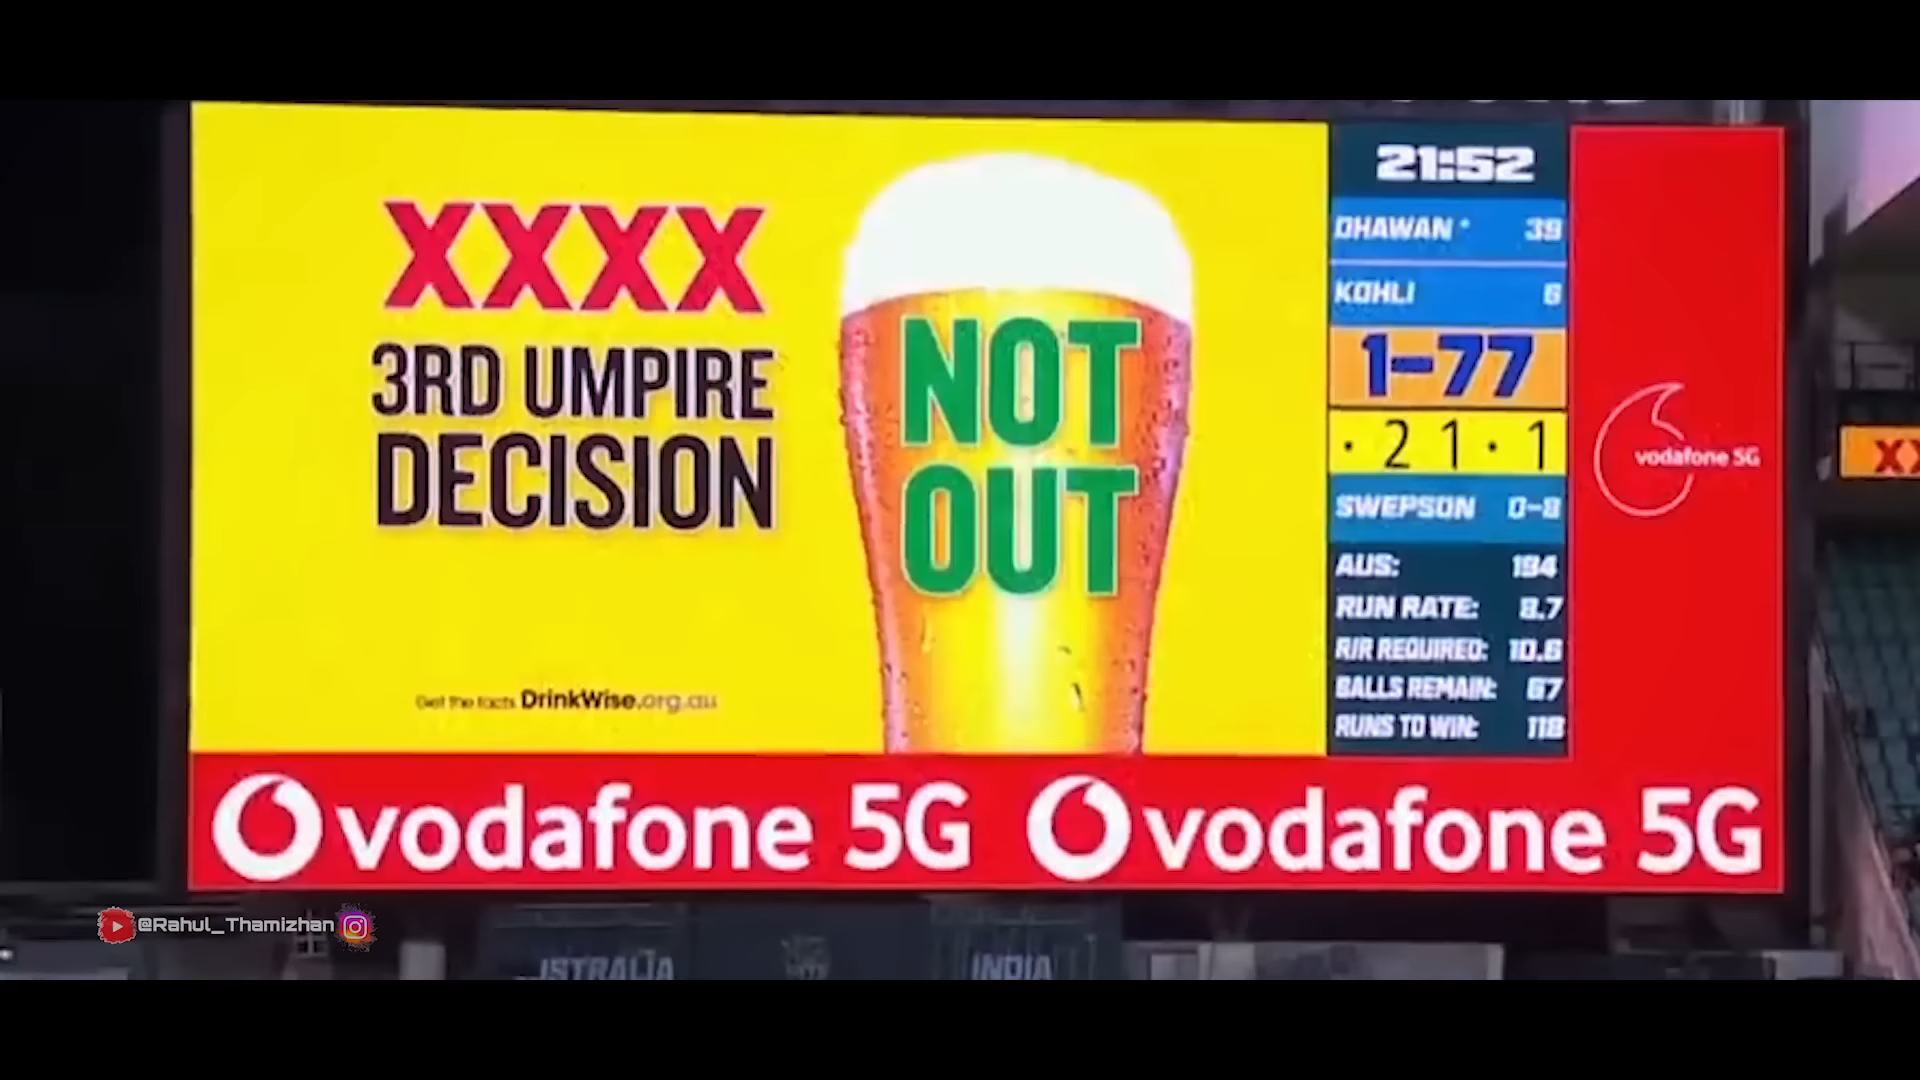 XXXX
3RD UMPIRE
DECISION
NOT
OUT
Get the facts DrinkWise.org.au
21:52
DHAWAN * 39
KOHLI 6
1-77
· 2 1 · 1
SWEPSON 0-8
AUS: 194
RUN RATE: 8.7
R/R REQUIRED: 10.6
BALLS REMAIN: 67
RUNS TO WIN: 118
vodafone 5G
vodafone 5G vodafone 5G
@Rahul_Thamizhan
INDIA